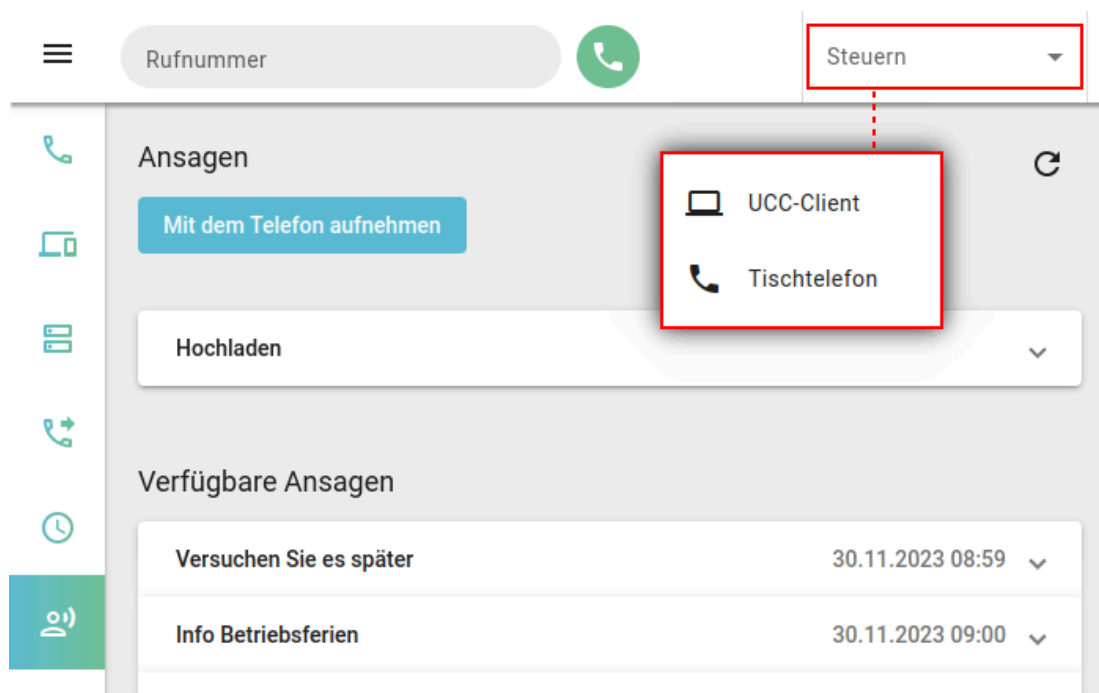 Rufnummer
Steuern
Ansagen
Mit dem Telefon aufnehmen
UCC-Client
Tischtelefon
Hochladen
Verfügbare Ansagen
Versuchen Sie es später 30.11.2023 08:59
Info Betriebsferien 30.11.2023 09:00